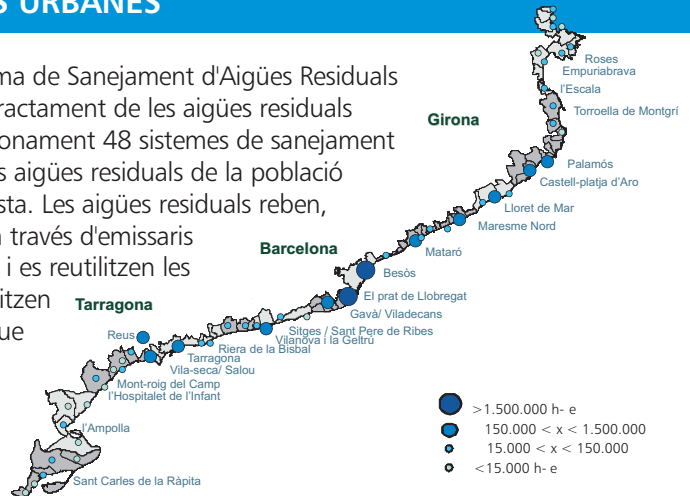 S URBANES
ma de Sanejament d'Aigües Residuals
ractament de les aigües residuals
onament 48 sistemes de sanejament
s aigües residuals de la població
sta. Les aigües residuals reben,
través d'emissaris
i es reutilitzen les
itzen
ue
Girona
Barcelona
Tarragona
Roses
Empuriabrava
l'Escala
Torroella de Montgrí
Palamós
Castell-platja d'Aro
Lloret de Mar
Maresme Nord
Mataró
Besòs
El prat de Llobregat
Gavà/ Viladecans
Sitges / Sant Pere de Ribes
Vilanova i la Geltrú
Riera de la Bisbal
Reus
Tarragona
Vila-seca/ Salou
Mont-roig del Camp
l'Hospitalet de l'Infant
l'Ampolla
Sant Carles de la Ràpita
>1.500.000 h- e
150.000 < x < 1.500.000
15.000 < x < 150.000
<15.000 h- e